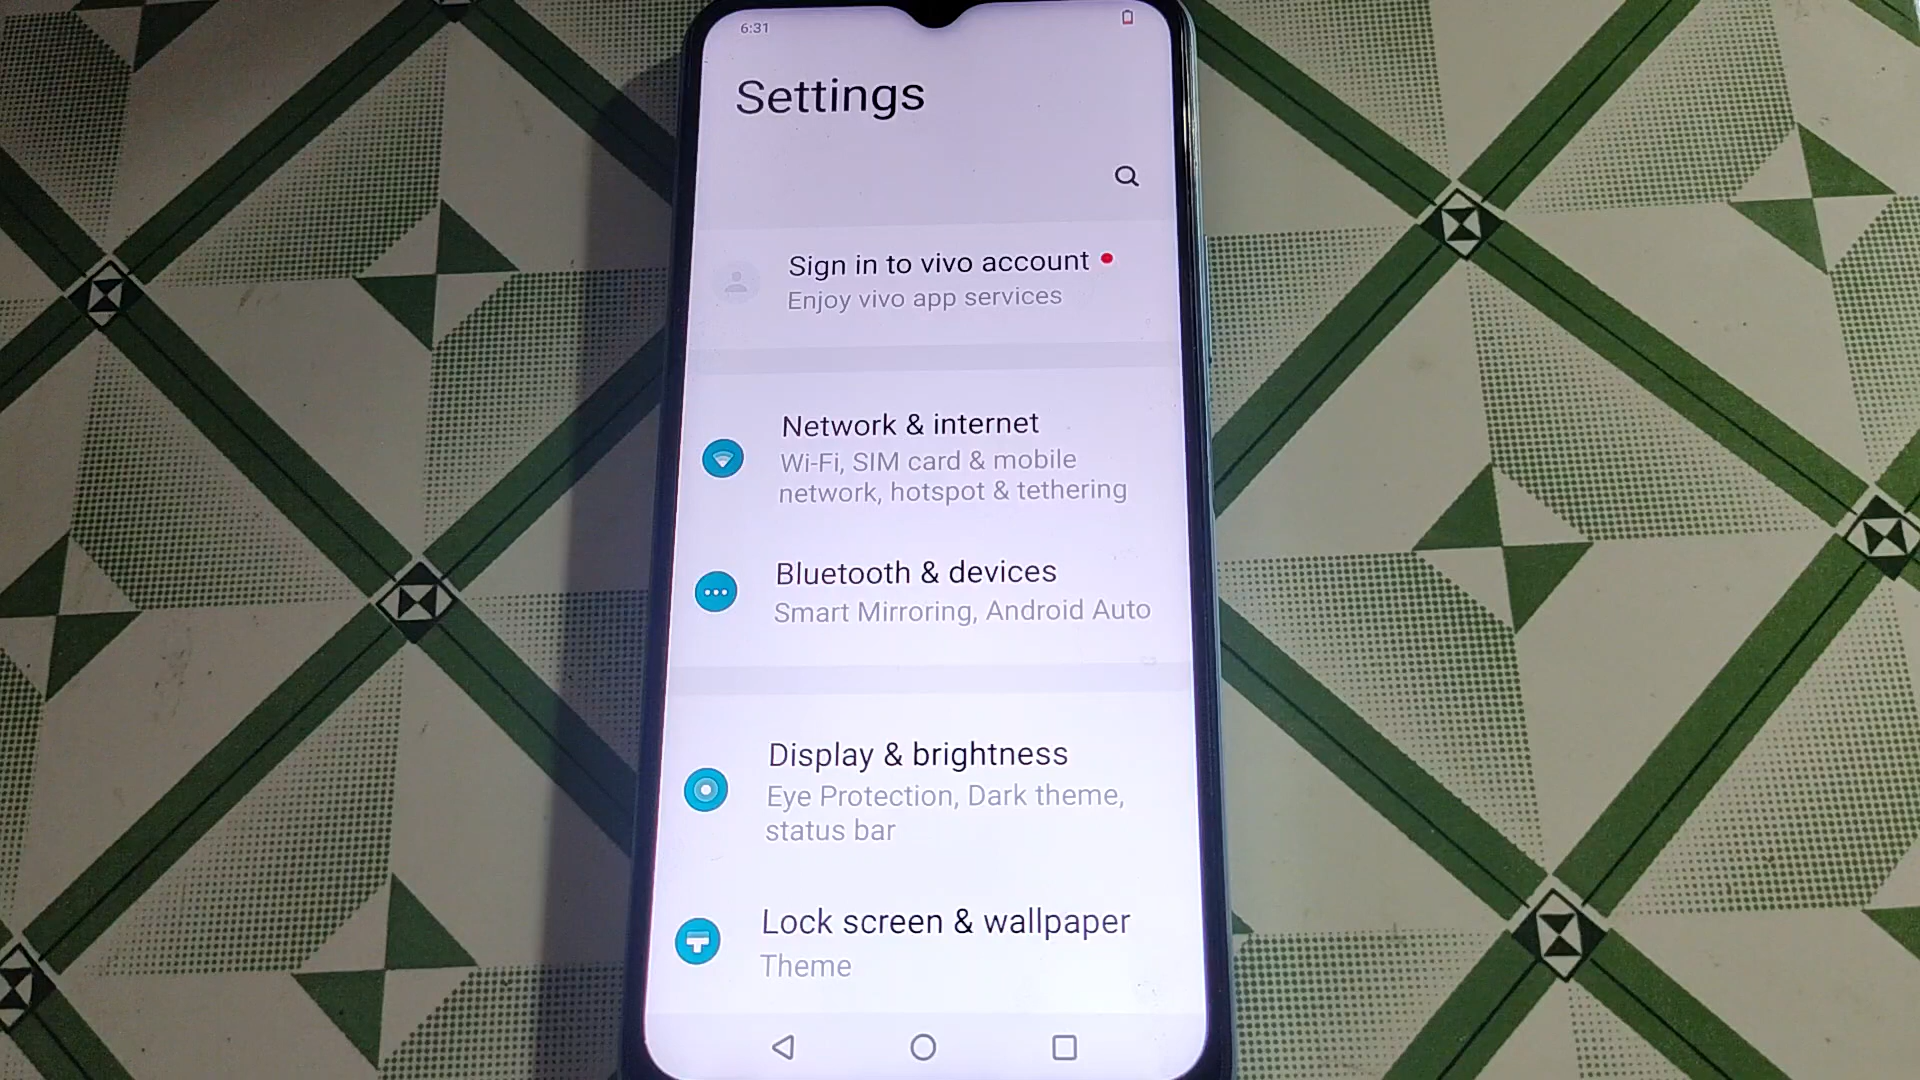 6:31
Settings
Sign in to vivo account
Enjoy vivo app services
Network & internet
Wi-Fi, SIM card & mobile
network, hotspot & tethering
Bluetooth & devices
Smart Mirroring, Android Auto
Display & brightness
Eye Protection, Dark theme,
status bar
Lock screen & wallpaper
Theme